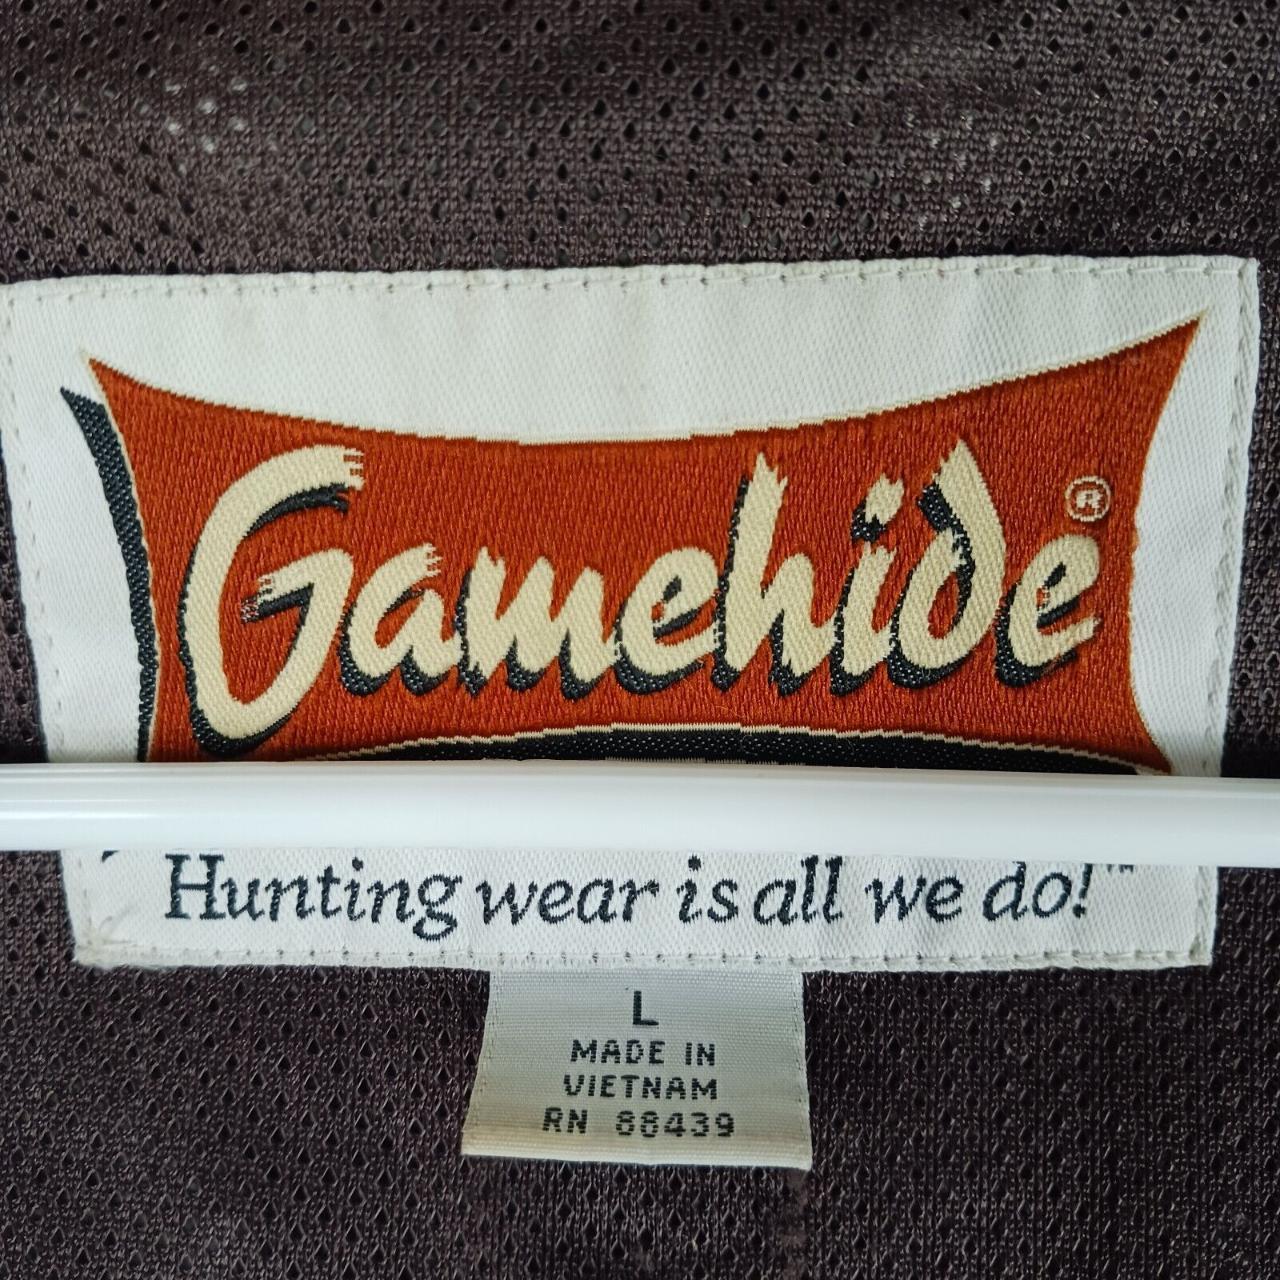 Gamehide®
Hunting wear is all we do!™
L
MADE IN
VIETNAM
RN 88439